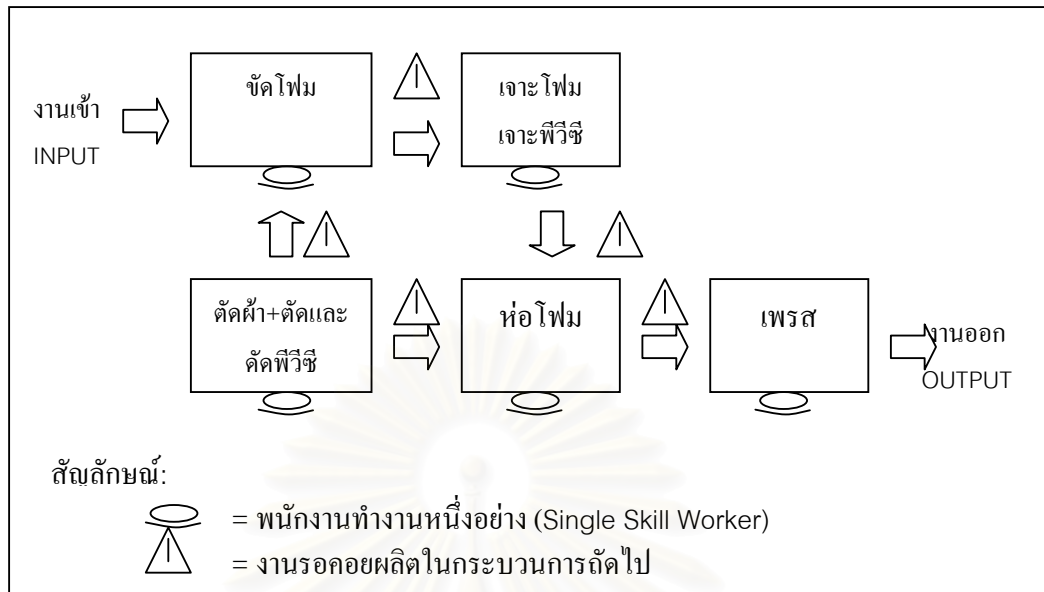 งานเข้า
INPUT
ขัดโฟม
เจาะโฟม
เจาะพีวีซี
ตัดผ้า+ตัดและ
ดัดพีวีซี
ห่อโฟม
เพรส
งานออก
OUTPUT
สัญลักษณ์:
= พนักงานทำงานหนึ่งอย่าง (Single Skill Worker)
= งานรอคอยผลิตในกระบวนการถัดไป